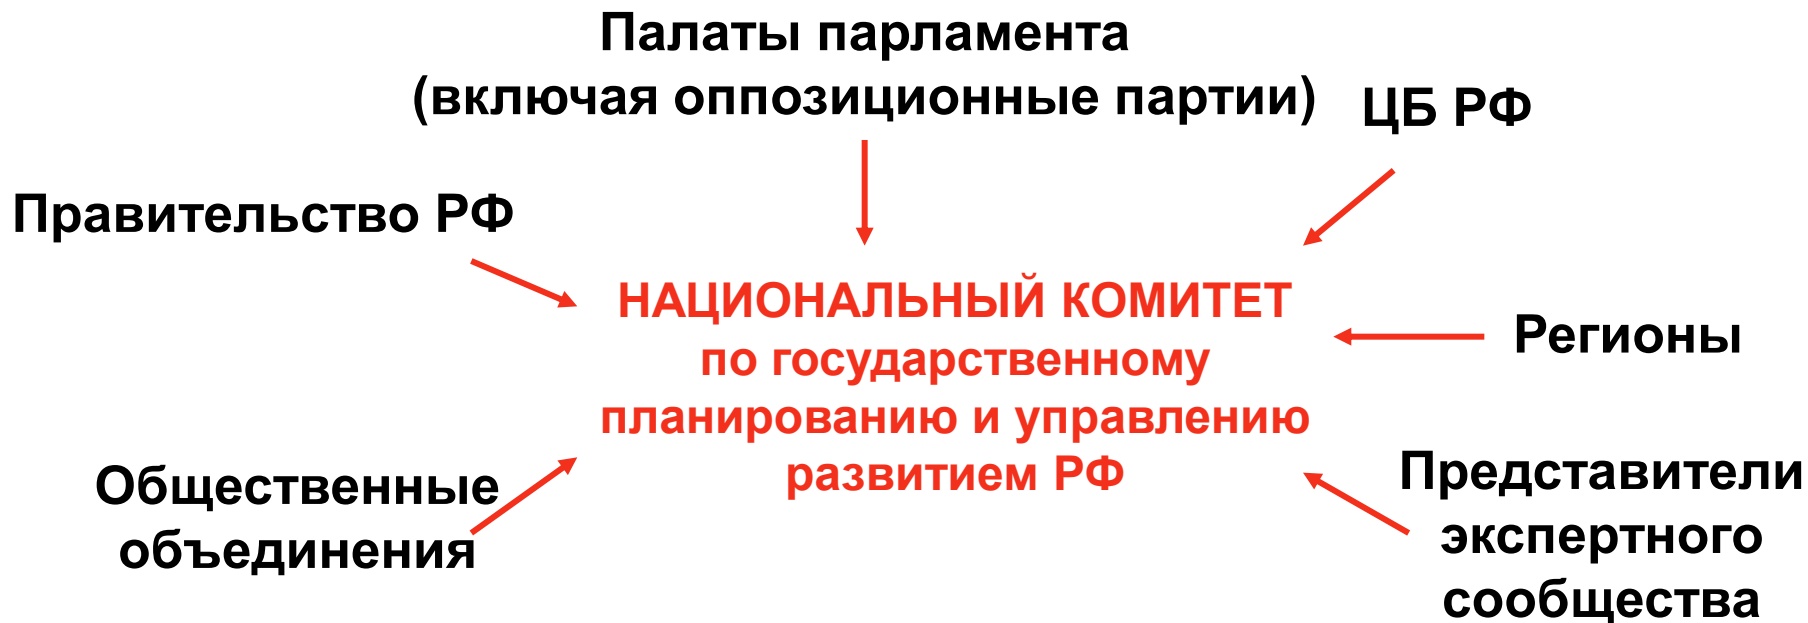 Палаты парламента
(включая оппозиционные партии)
ЦБ РФ
Правительство РФ
НАЦИОНАЛЬНЫЙ КОМИТЕТ
по государственному
планированию и управлению
развитием РФ
Регионы
Общественные
объединения
Представители
экспертного
сообщества